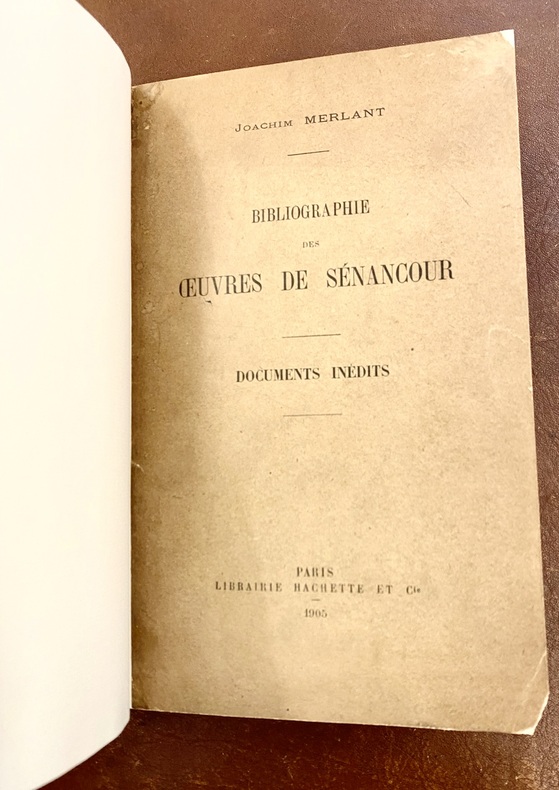 Joachim MERLANT
BIBLIOGRAPHIE
DES
ŒUVRES DE SÉNANCOUR
DOCUMENTS INÉDITS
PARIS
LIBRAIRIE HACHETTE ET Cie
1905